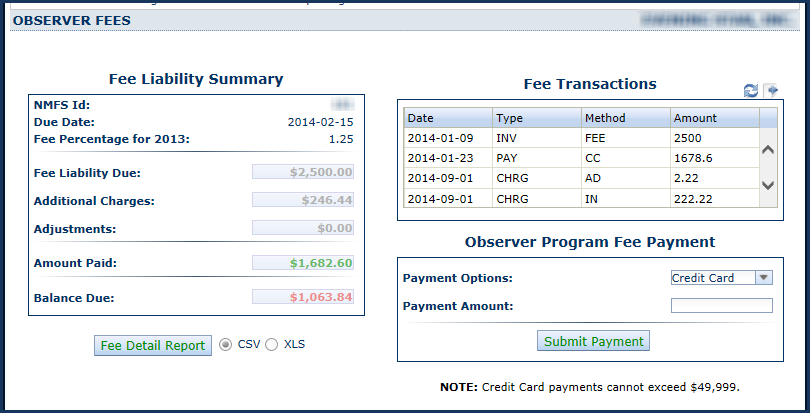 OBSERVER FEES
Fee Liability Summary
NMFS Id:
Due Date: 2014-02-15
Fee Percentage for 2013: 1.25
Fee Liability Due: $2,500.00
Additional Charges: $246.44
Adjustments: $0.00
Amount Paid: $1,682.60
Balance Due: $1,063.84
Fee Detail Report CSV XLS
Fee Transactions
Date Type Method Amount
2014-01-09 INV FEE 2500
2014-01-23 PAY CC 1678.6
2014-09-01 CHRG AD 2.22
2014-09-01 CHRG IN 222.22
Observer Program Fee Payment
Payment Options: Credit Card
Payment Amount:
Submit Payment
NOTE: Credit Card payments cannot exceed $49,999.